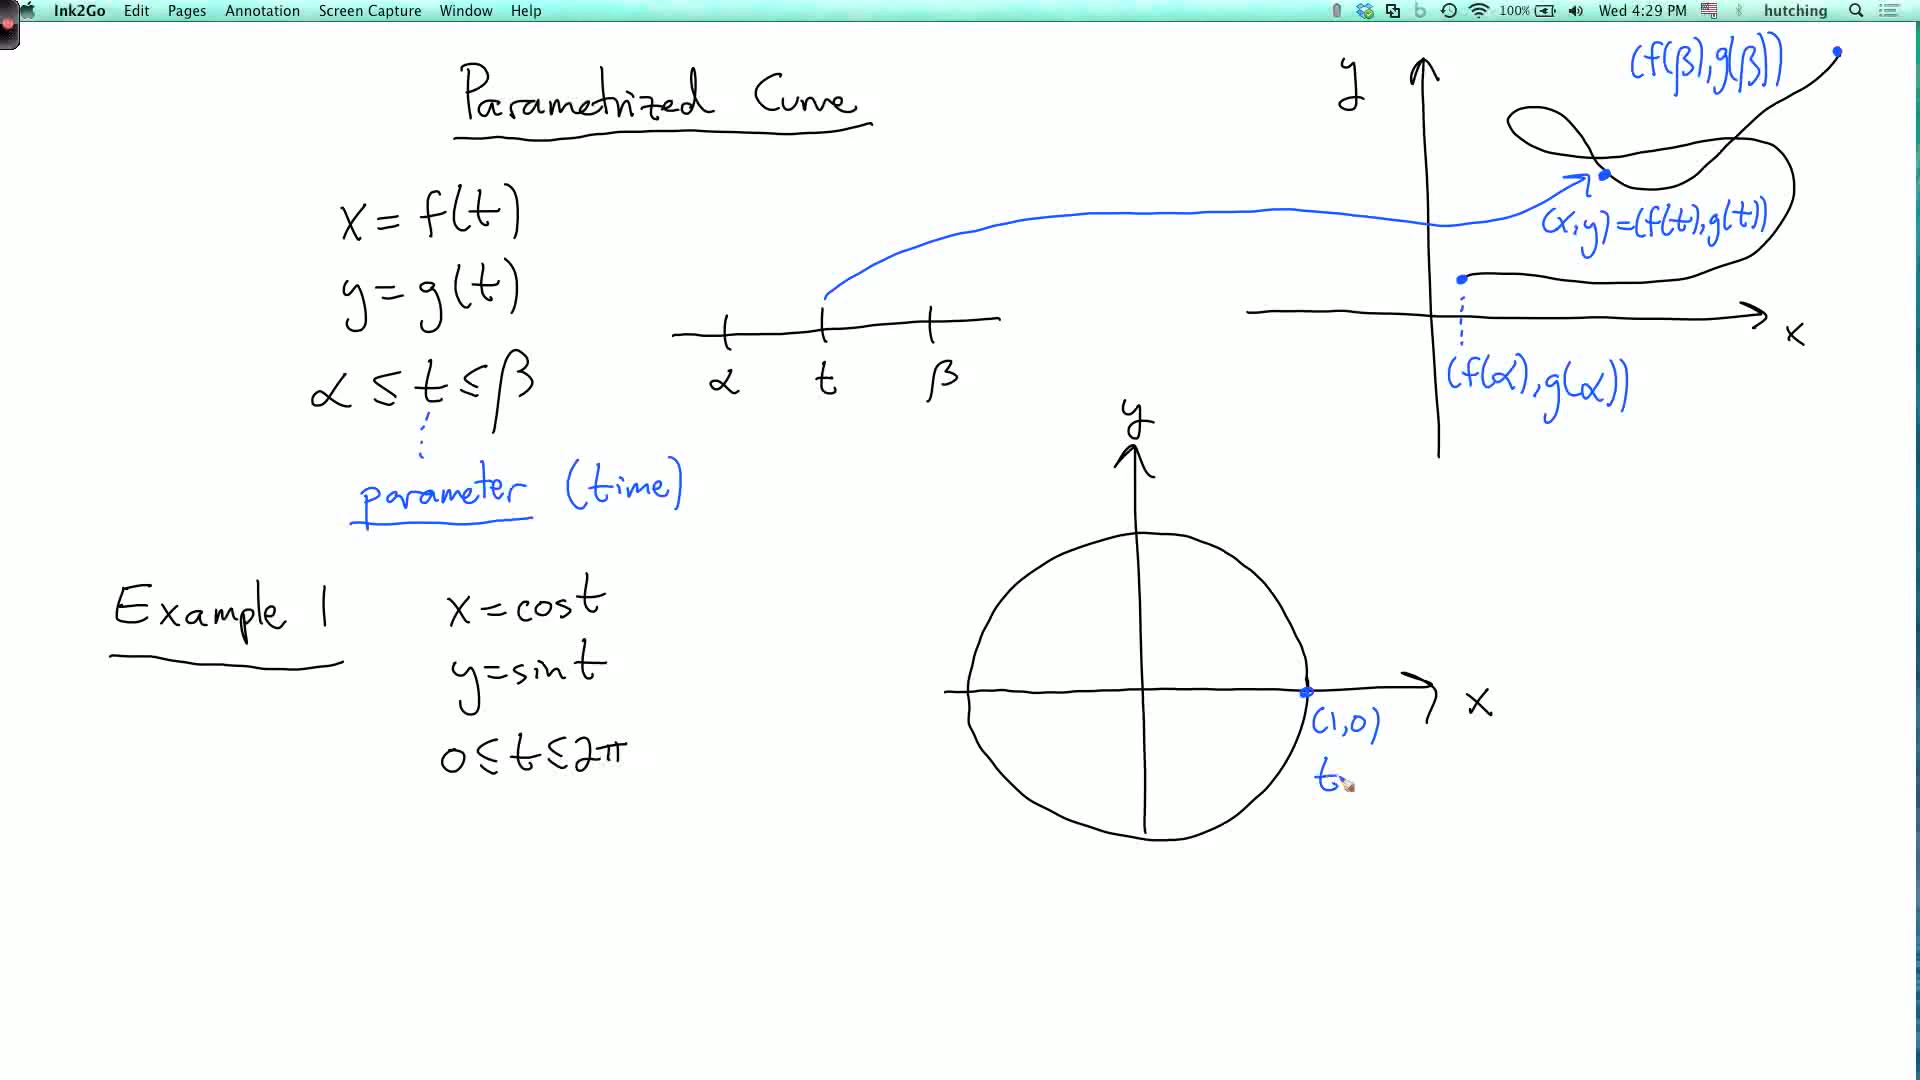 Ink2Go Edit Pages Annotation Screen Capture Window Help 100% Wed 4:29 PM hutching
Parametrized Curve
x = f(t)
y = g(t)
α ≤ t ≤ β
parameter (time)
α t β
y
(f(β), g(β))
(x,y) = (f(t), g(t))
x
(f(α), g(α))
Example 1
x = cos t
y = sin t
0 ≤ t ≤ 2π
y
x
(1,0)
t